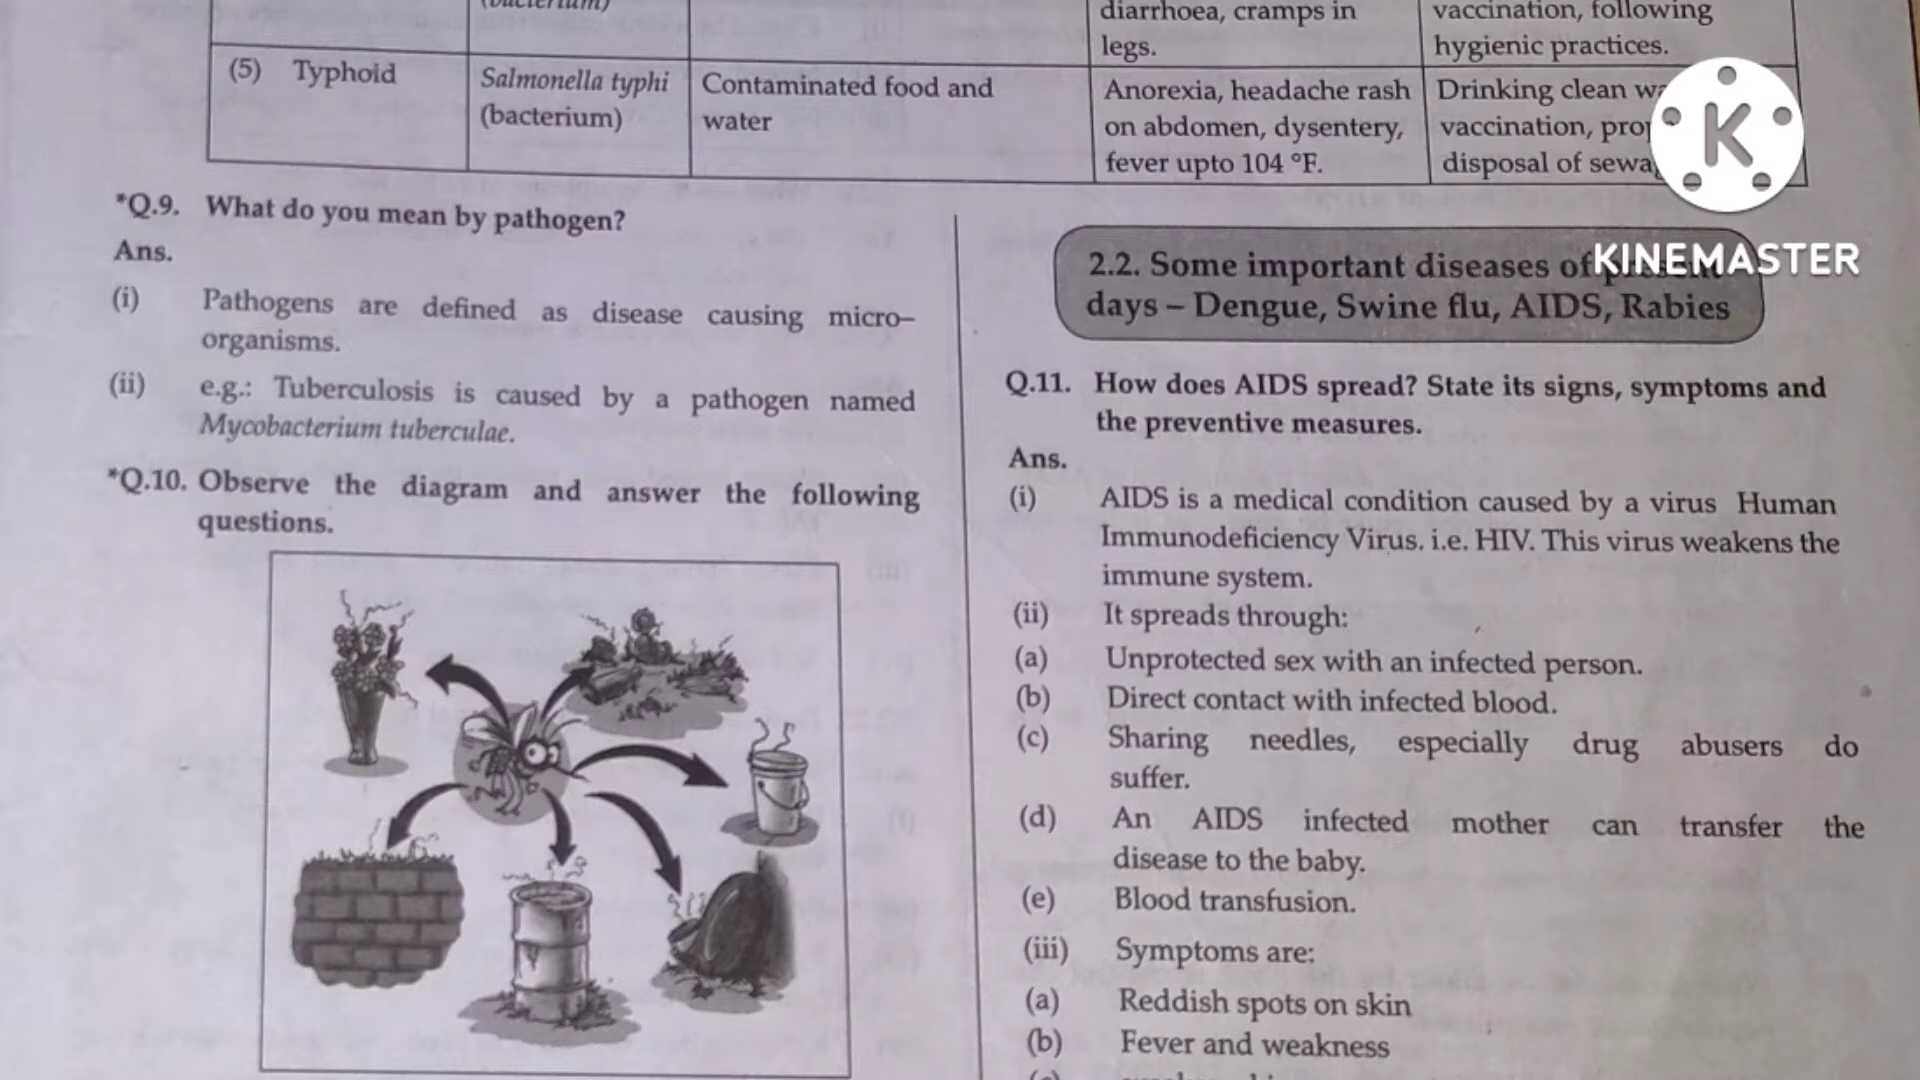 diarrhoea, cramps in
legs.
vaccination, following
hygienic practices.
(5) Typhoid
Salmonella typhi
(bacterium)
Contaminated food and
water
Anorexia, headache rash
on abdomen, dysentery,
fever upto 104 °F.
Drinking clean
vaccination,
disposal of
K
KINEMASTER
*Q.9. What do you mean by pathogen?
Ans.
(i) Pathogens are defined as disease causing micro–
organisms.
(ii) e.g.: Tuberculosis is caused by a pathogen named
Mycobacterium tuberculae.
*Q.10. Observe the diagram and answer the following
questions.
2.2. Some important diseases of
days – Dengue, Swine flu, AIDS, Rabies
Q.11. How does AIDS spread? State its signs, symptoms and
the preventive measures.
Ans.
(i) AIDS is a medical condition caused by a virus Human
Immunodeficiency Virus. i.e. HIV. This virus weakens the
immune system.
(ii) It spreads through:
(a) Unprotected sex with an infected person.
(b) Direct contact with infected blood.
(c) Sharing needles, especially drug abusers do
suffer.
(d) An AIDS infected mother can transfer the
disease to the baby.
(e) Blood transfusion.
(iii) Symptoms are:
(a) Reddish spots on skin
(b) Fever and weakness